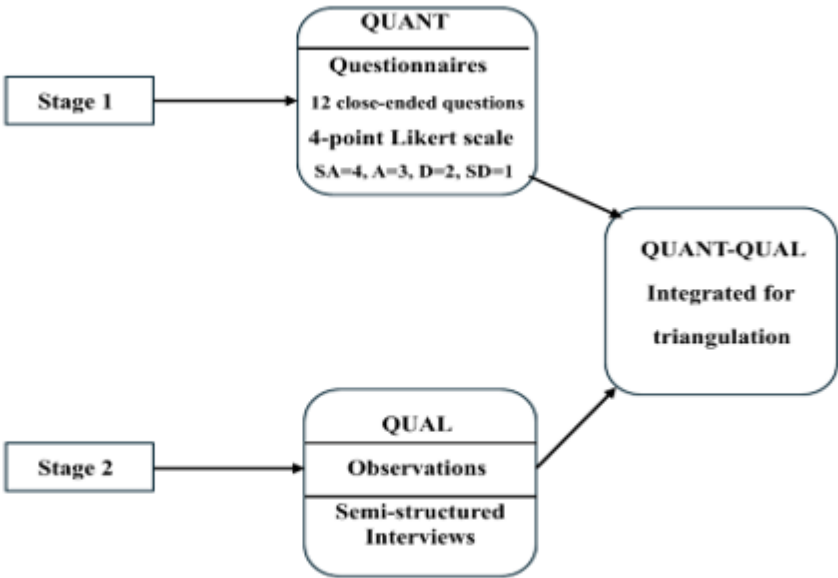 QUANT
Questionnaires
12 close-ended questions
4-point Likert scale
SA=4, A=3, D=2, SD=1
Stage 1
QUANT-QUAL
Integrated for
triangulation
Stage 2
QUAL
Observations
Semi-structured
Interviews